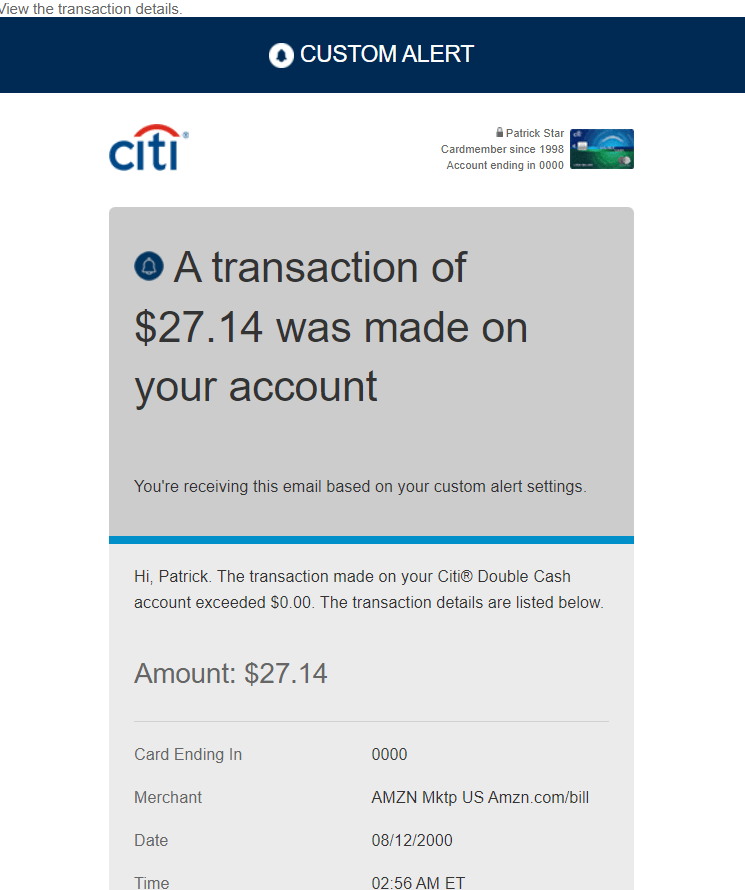 View the transaction details.
CUSTOM ALERT
citi®
Patrick Star
Cardmember since 1998
Account ending in 0000
A transaction of
$27.14 was made on
your account
You're receiving this email based on your custom alert settings.
Hi, Patrick. The transaction made on your Citi® Double Cash
account exceeded $0.00. The transaction details are listed below.
Amount: $27.14
Card Ending In 0000
Merchant AMZN Mktp US Amzn.com/bill
Date 08/12/2000
Time 02:56 AM ET